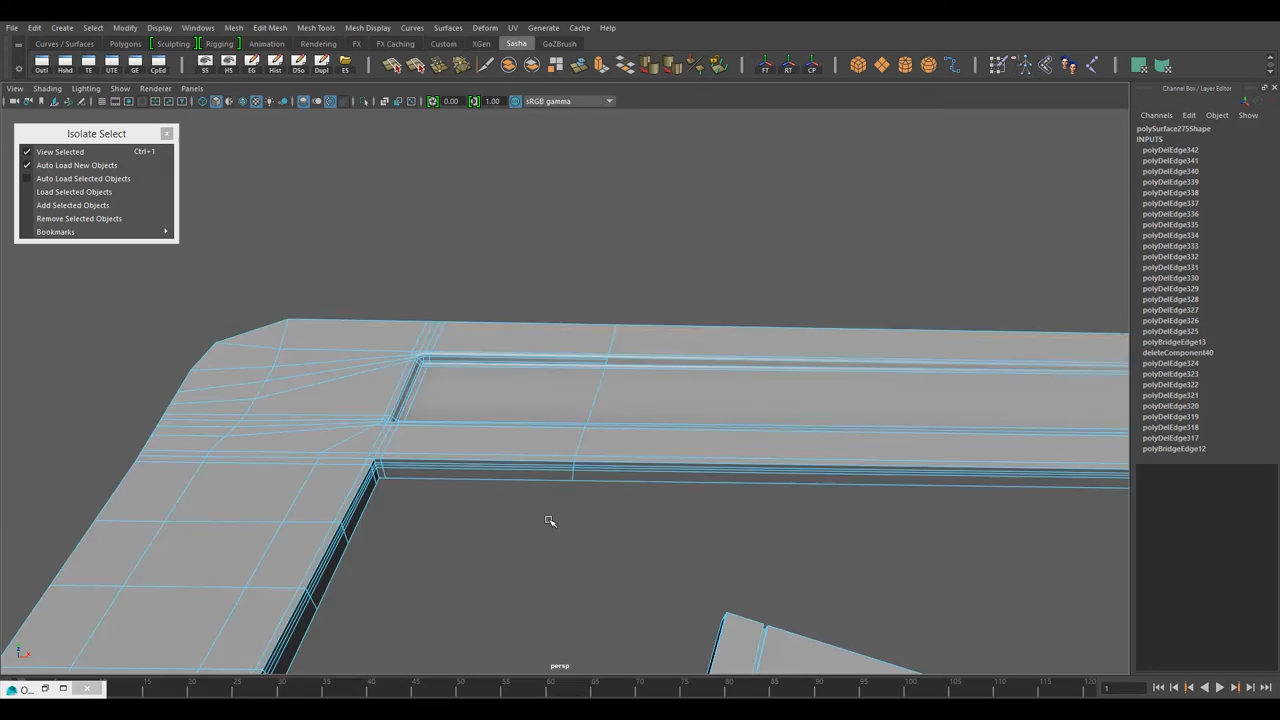 File Edit Create Select Modify Display Windows Mesh Edit Mesh Mesh Tools Mesh Display Curves Surfaces Deform UV Generate Cache Help
Curves / Surfaces Polygons Sculpting Rigging Animation Rendering FX FX Caching Custom XGen Sasha GoZBrush
Outl Hshd TE UTE GE CpEd SS HS EG Hist DSo Dupl ES FT RT CP
View Shading Lighting Show Renderer Panels
0.00 1.00 sRGB gamma
Channel Box / Layer Editor
Channels Edit Object Show
polySurface275Shape
INPUTS
polyDelEdge342
polyDelEdge341
polyDelEdge340
polyDelEdge339
polyDelEdge338
polyDelEdge337
polyDelEdge336
polyDelEdge335
polyDelEdge334
polyDelEdge333
polyDelEdge332
polyDelEdge331
polyDelEdge330
polyDelEdge329
polyDelEdge328
polyDelEdge327
polyDelEdge326
polyDelEdge325
polyBridgeEdge13
deleteComponent40
polyDelEdge324
polyDelEdge323
polyDelEdge322
polyDelEdge321
polyDelEdge320
polyDelEdge319
polyDelEdge318
polyDelEdge317
polyBridgeEdge12
Isolate Select
View Selected Ctrl+1
Auto Load New Objects
Auto Load Selected Objects
Load Selected Objects
Add Selected Objects
Remove Selected Objects
Bookmarks
persp
O_ 15 20 25 30 35 40 45 50 55 60 65 70 75 80 85 90 95 100 105 110 115 120 1